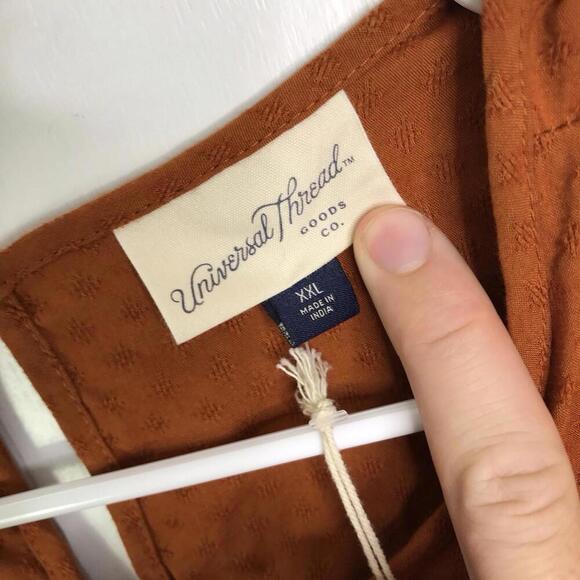 Universal Thread™
GOODS
CO.
XXL
MADE IN
INDIA